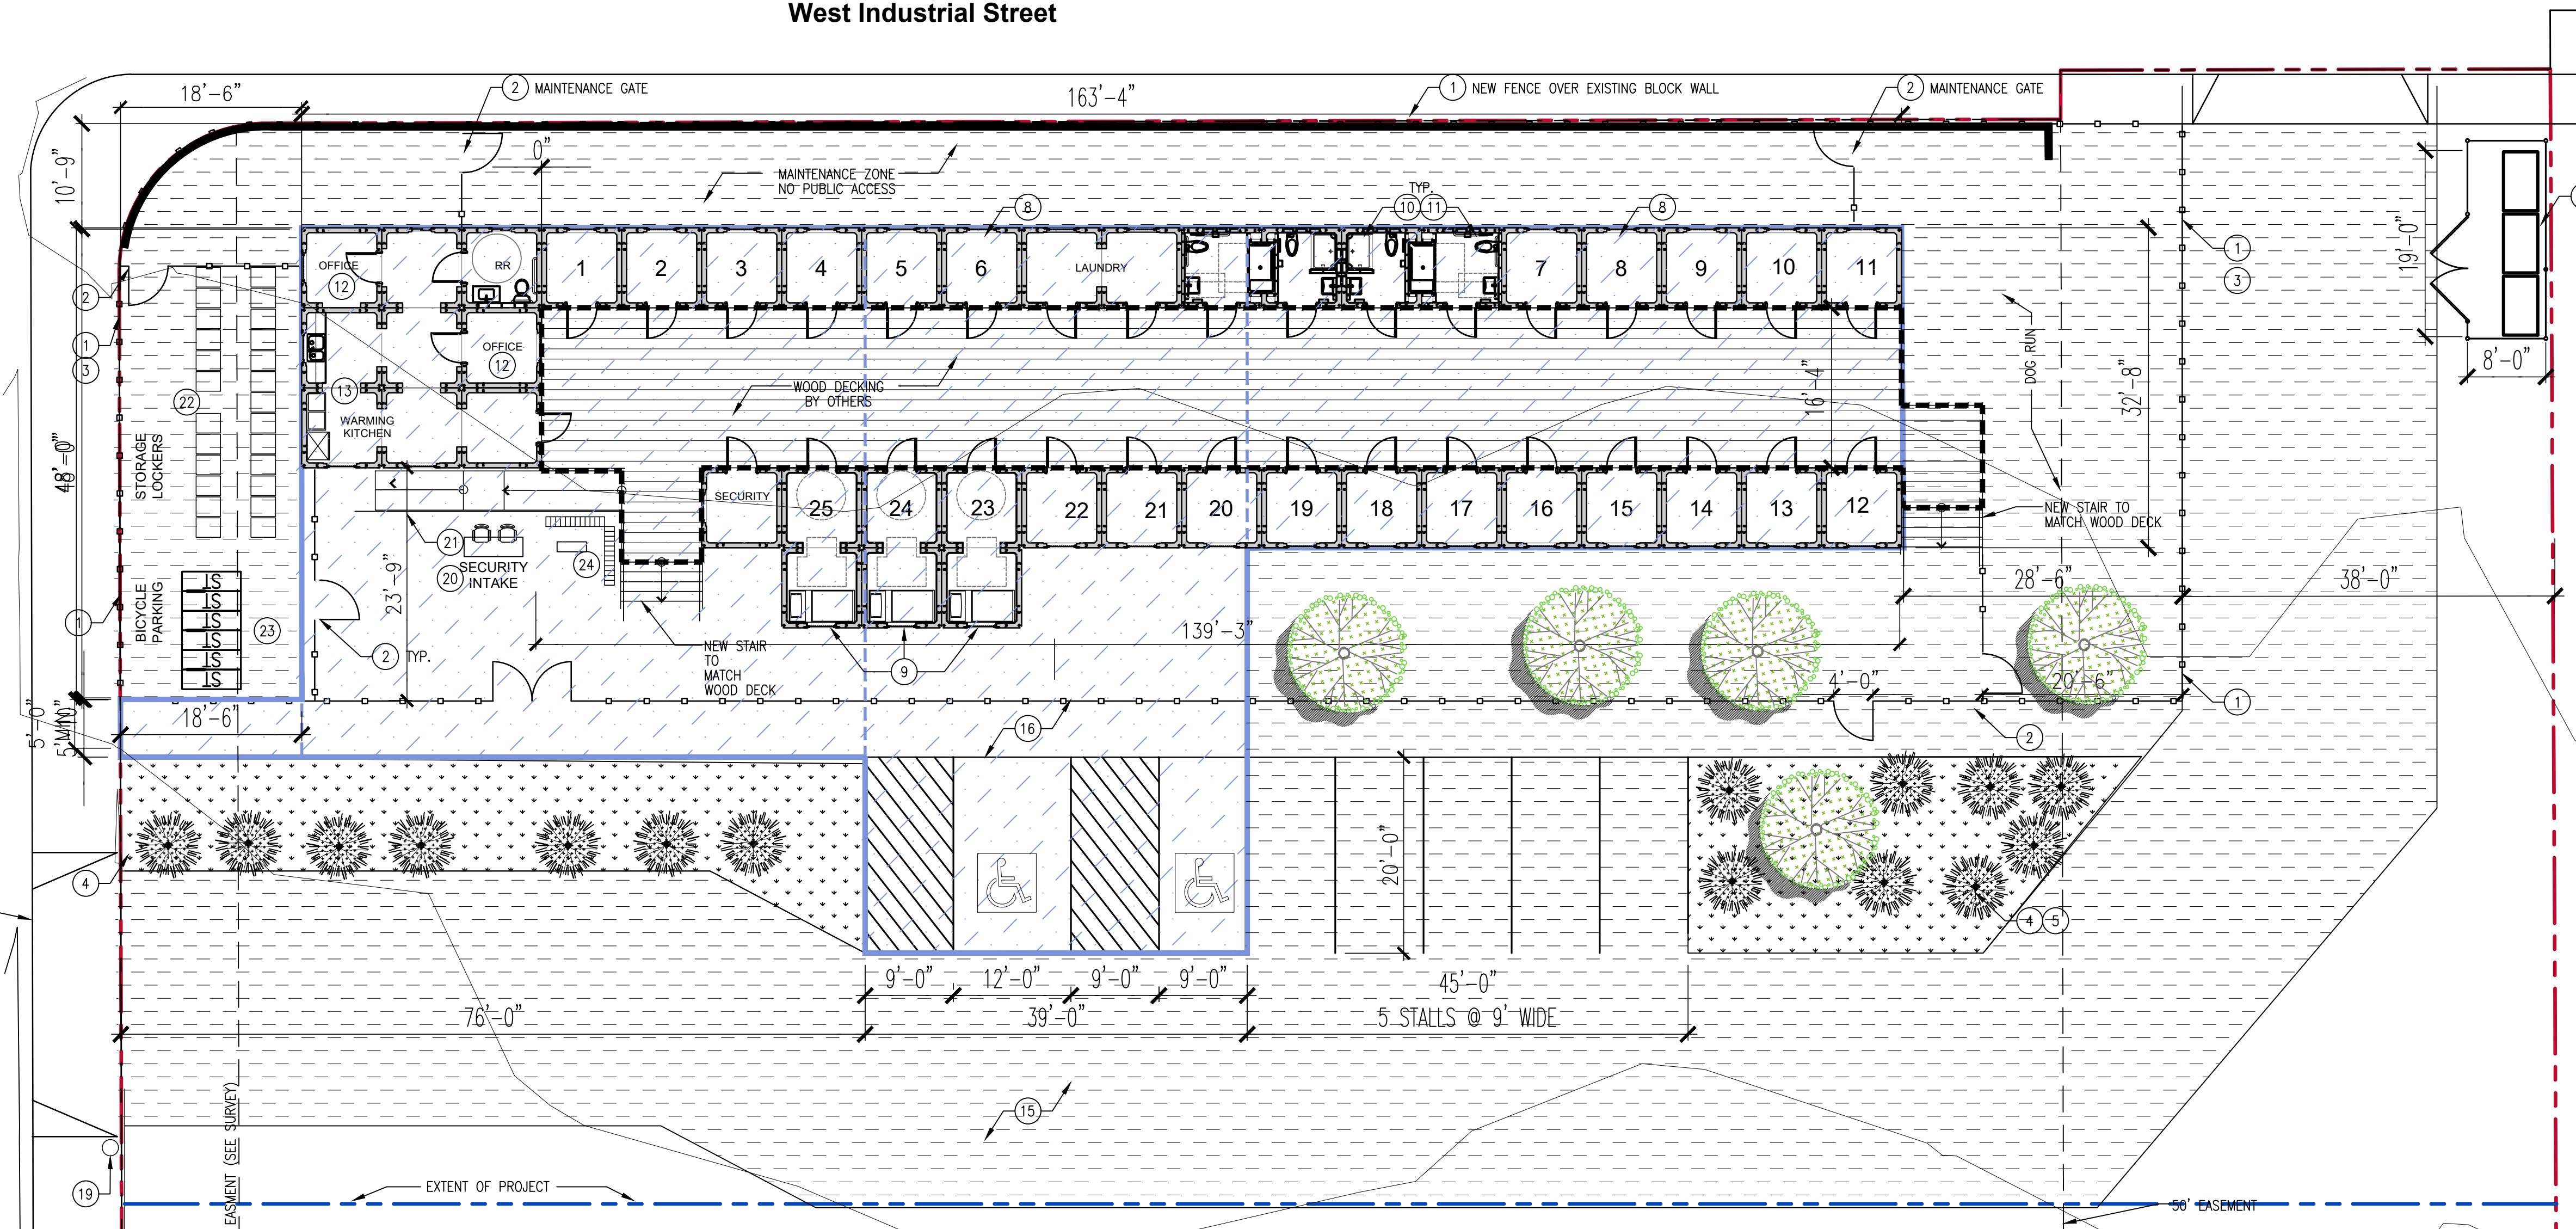 West Industrial Street
18'-6"
2 MAINTENANCE GATE
163'-4"
1 NEW FENCE OVER EXISTING BLOCK WALL
2 MAINTENANCE GATE
10'-9"
0"
MAINTENANCE ZONE
NO PUBLIC ACCESS
8
TYP.
10 11
8
19'-0"
1
3
2
OFFICE
12
RR
1
2
3
4
5
6
LAUNDRY
7
8
9
10
11
1
3
OFFICE
12
DOG RUN
32'-8"
8'-0"
22
13
WARMING
KITCHEN
WOOD DECKING
BY OTHERS
16'-4"
STORAGE
LOCKERS
48'-0"
SECURITY
25
24
23
22
21
20
19
18
17
16
15
14
13
12
NEW STAIR TO
MATCH WOOD DECK
21
20
SECURITY
INTAKE
24
23'-9"
BICYCLE
PARKING
ST
ST
ST
ST
ST
ST
23
1
28'-6"
38'-0"
139'-3"
2 TYP.
9
NEW STAIR
TO
MATCH
WOOD DECK
4'-0"
20'-6"
1
5'-0"
18'-6"
16
2
4
20'-0"
4 5
9'-0"
12'-0"
9'-0"
9'-0"
45'-0"
76'-0"
39'-0"
5 STALLS @ 9' WIDE
15
EASEMENT (SEE SURVEY)
19
EXTENT OF PROJECT
50' EASEMENT